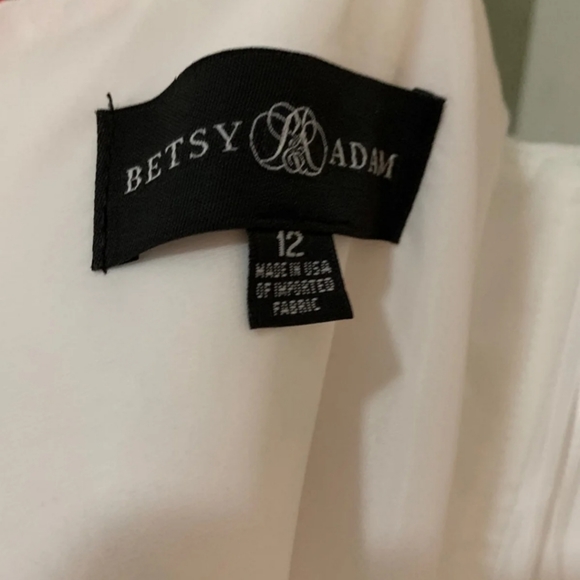 BETSY ADAM
12
MADE IN USA
OF IMPORTED
FABRIC